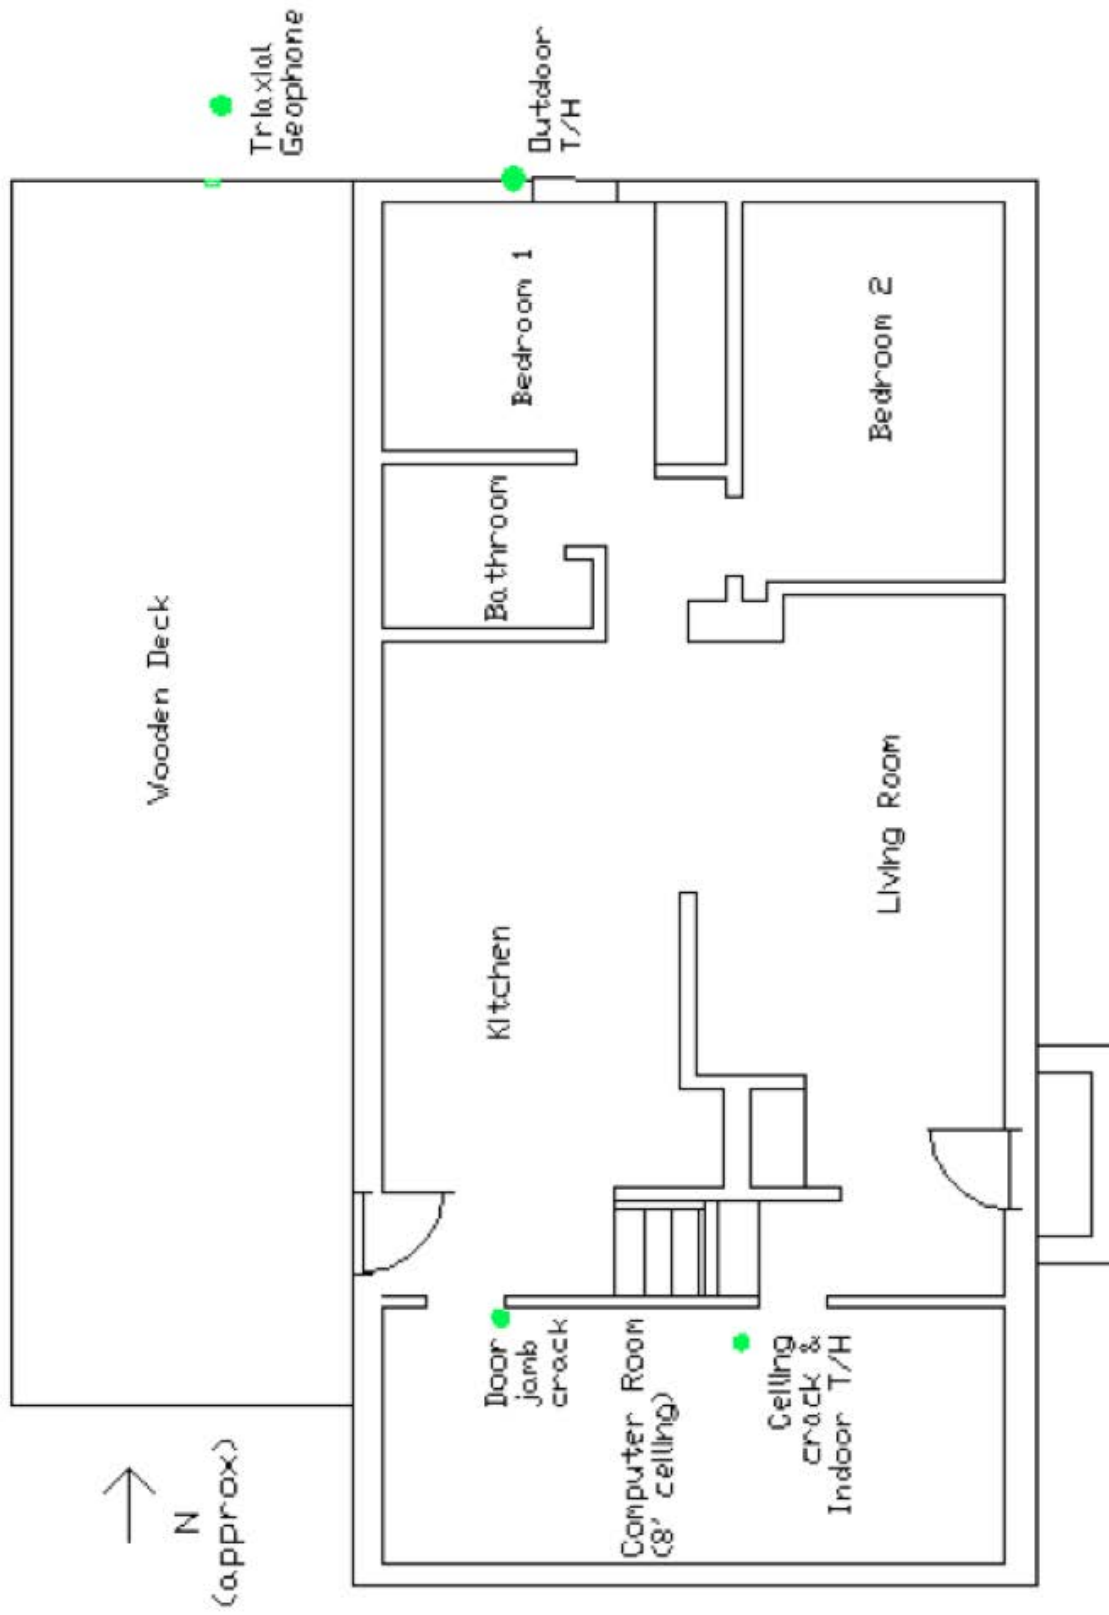 Wooden Deck
N
(approx)
Triaxial
Geophone
Door
jamb
crack
Kitchen
Bathroom
Bedroom 1
Outdoor
T/H
Computer Room
(8' ceiling)
Ceiling
crack &
Indoor T/H
Living Room
Bedroom 2